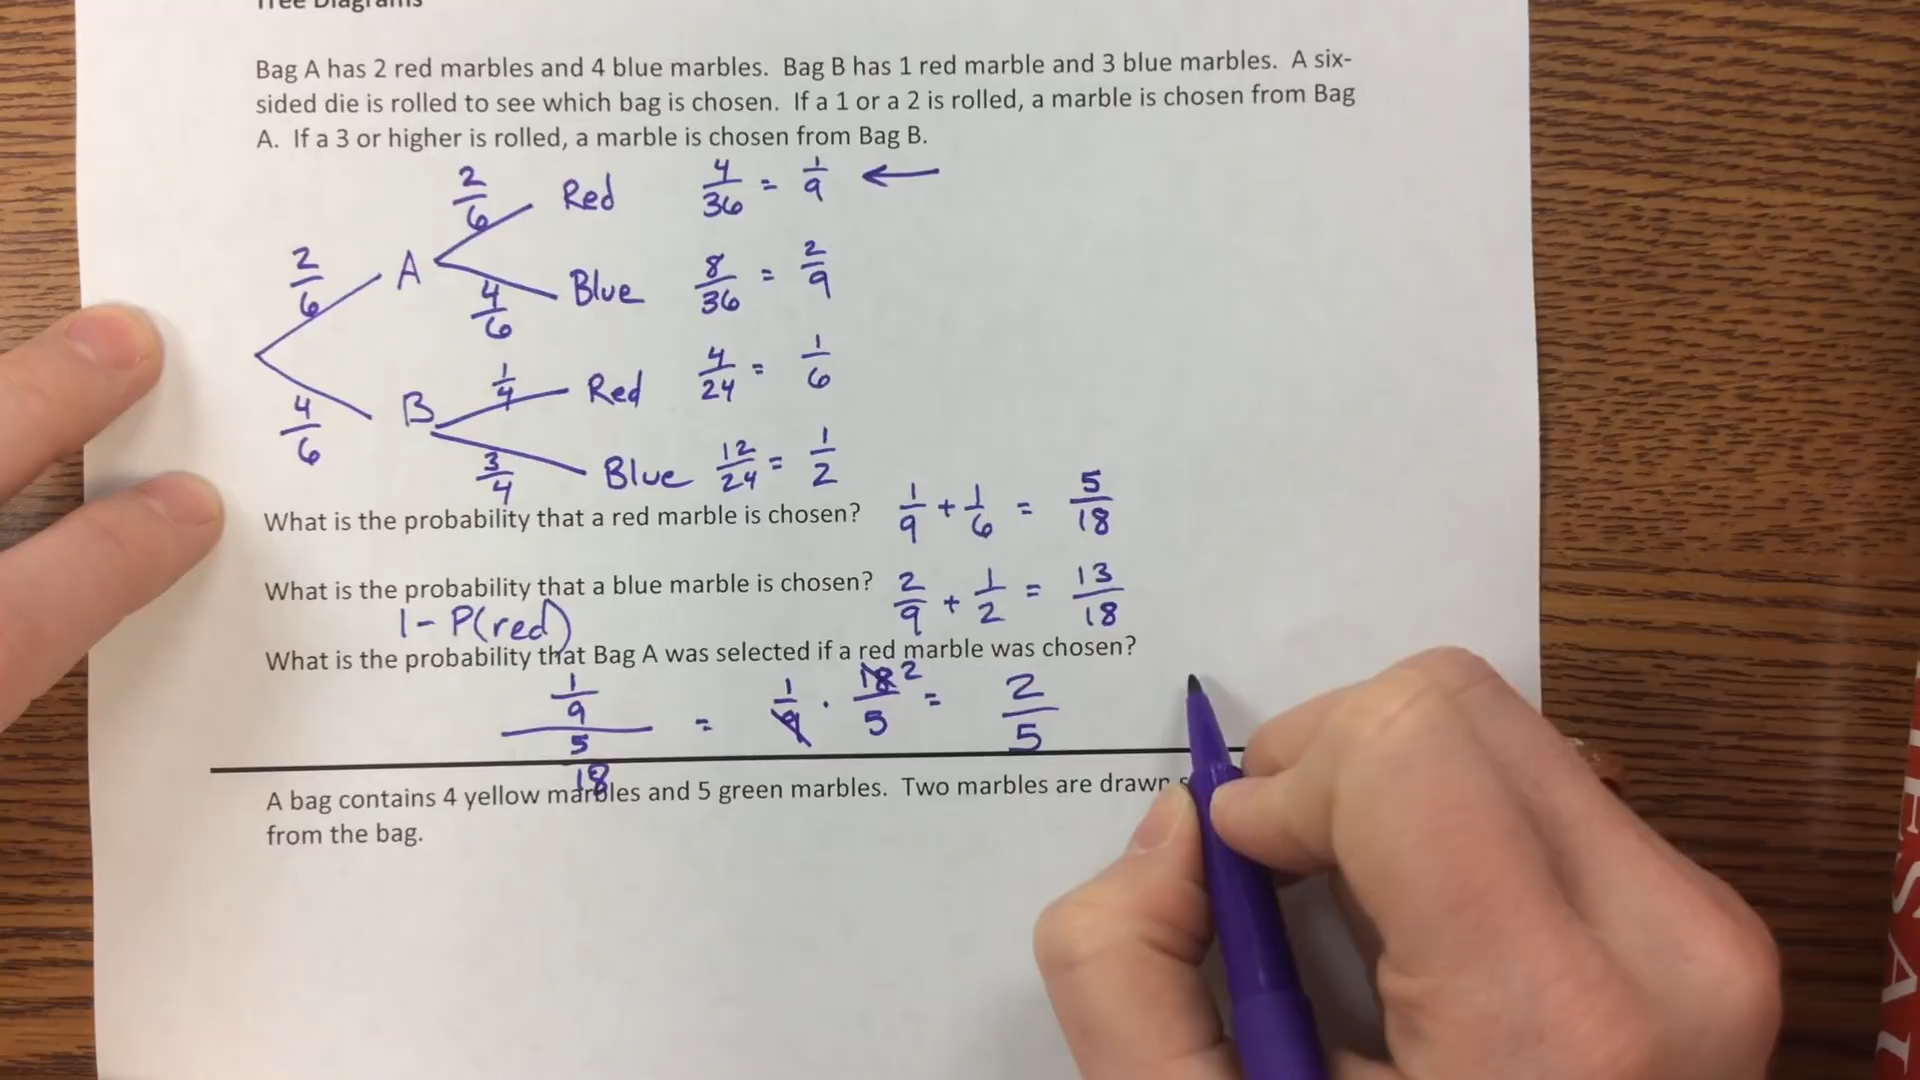 Tree Diagrams
Bag A has 2 red marbles and 4 blue marbles. Bag B has 1 red marble and 3 blue marbles. A six-
sided die is rolled to see which bag is chosen. If a 1 or a 2 is rolled, a marble is chosen from Bag
A. If a 3 or higher is rolled, a marble is chosen from Bag B.
2/6 Red 4/36 = 1/9 ←
2/6 A
4/6 Blue 8/36 = 2/9
1/4 Red 4/24 = 1/6
4/6 B
3/4 Blue 12/24 = 1/2
What is the probability that a red marble is chosen? 1/9 + 1/6 = 5/18
What is the probability that a blue marble is chosen? 2/9 + 1/2 = 13/18
1 - P(red)
What is the probability that Bag A was selected if a red marble was chosen?
1/9 / 5/18 = 1/9 · 18/5 2 = 2/5
A bag contains 4 yellow marbles and 5 green marbles. Two marbles are drawn
from the bag.